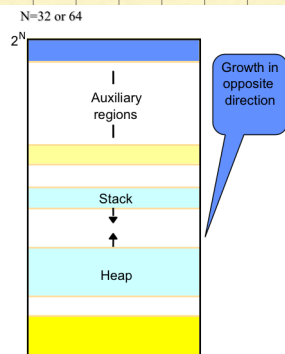 N=32 or 64
2^N
Auxiliary
regions
Growth in
opposite
direction
Stack
Heap